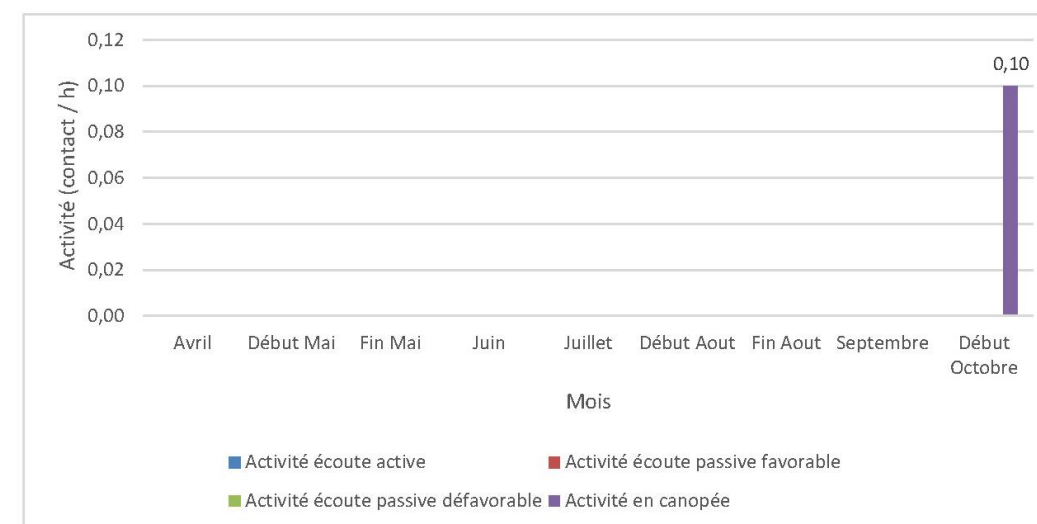 0,12
0,10
0,10
0,08
0,06
0,04
0,02
0,00
Activité (contact / h)
Avril Début Mai Fin Mai Juin Juillet Début Aout Fin Aout Septembre Début
Octobre
Mois
Activité écoute active Activité écoute passive favorable
Activité écoute passive défavorable Activité en canopée